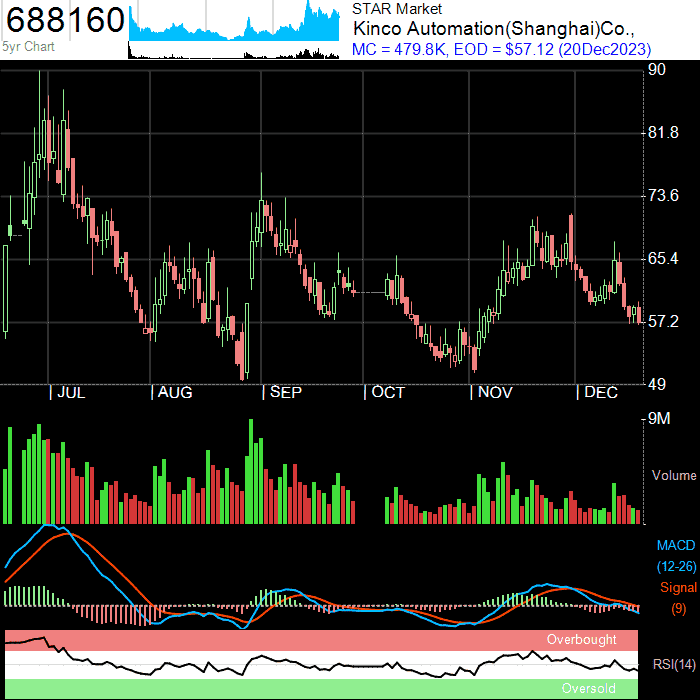 688160
5yr Chart
STAR Market
Kinco Automation(Shanghai)Co.,
MC = 479.8K, EOD = $57.12 (20Dec2023)
90
81.8
73.6
65.4
57.2
49
JUL AUG SEP OCT NOV DEC
9M
Volume
MACD
(12-26)
Signal
(9)
Overbought
RSI(14)
Oversold